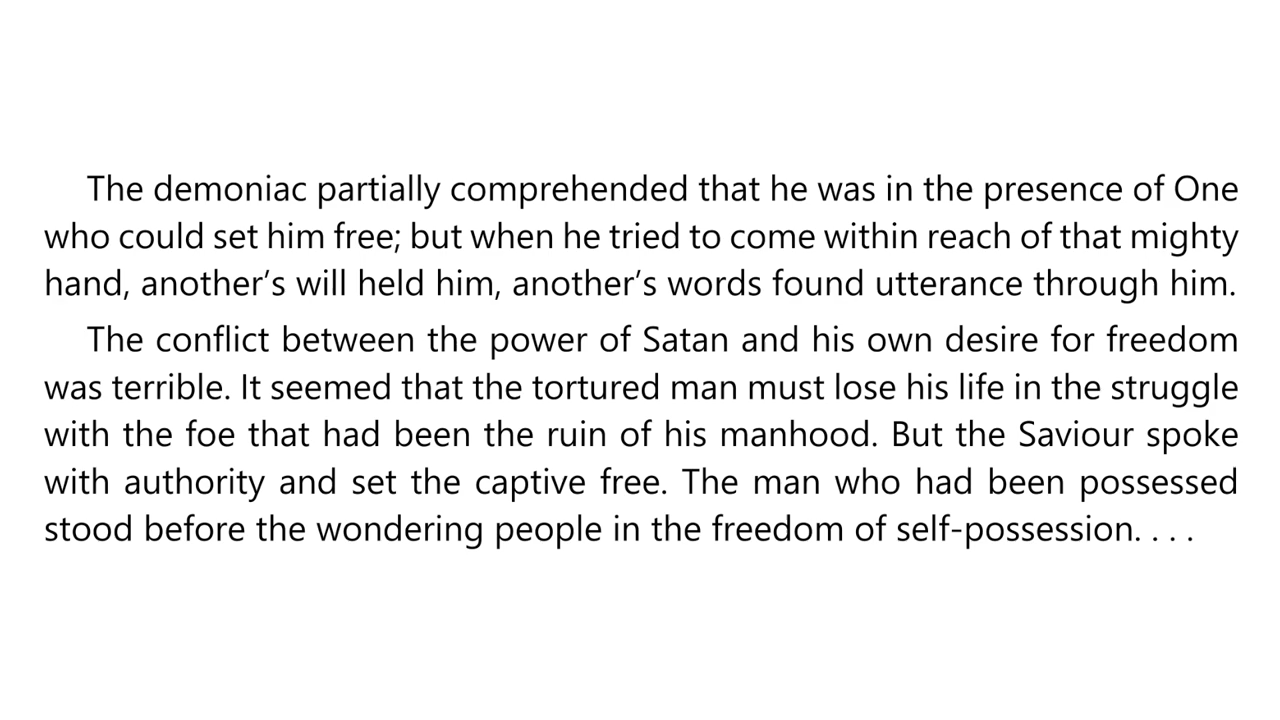 The demoniac partially comprehended that he was in the presence of One
who could set him free; but when he tried to come within reach of that mighty
hand, another’s will held him, another’s words found utterance through him.
The conflict between the power of Satan and his own desire for freedom
was terrible. It seemed that the tortured man must lose his life in the struggle
with the foe that had been the ruin of his manhood. But the Saviour spoke
with authority and set the captive free. The man who had been possessed
stood before the wondering people in the freedom of self-possession. . . .